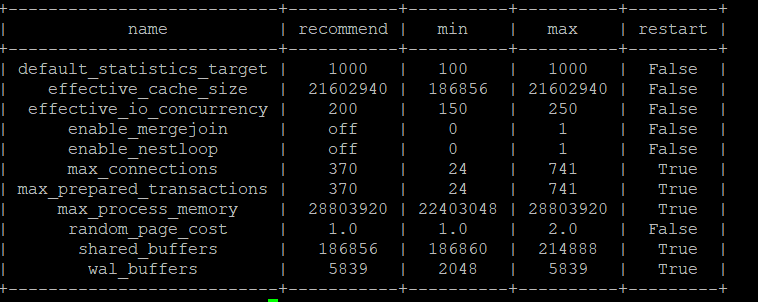 +---------------------------+-----------+----------+----------+---------+
| name | recommend | min | max | restart |
+---------------------------+-----------+----------+----------+---------+
| default_statistics_target | 1000 | 100 | 1000 | False |
| effective_cache_size | 21602940 | 186856 | 21602940 | False |
| effective_io_concurrency | 200 | 150 | 250 | False |
| enable_mergejoin | off | 0 | 1 | False |
| enable_nestloop | off | 0 | 1 | False |
| max_connections | 370 | 24 | 741 | True |
| max_prepared_transactions | 370 | 24 | 741 | True |
| max_process_memory | 28803920 | 22403048 | 28803920 | True |
| random_page_cost | 1.0 | 1.0 | 2.0 | False |
| shared_buffers | 186856 | 186860 | 214888 | True |
| wal_buffers | 5839 | 2048 | 5839 | True |
+---------------------------+-----------+----------+----------+---------+